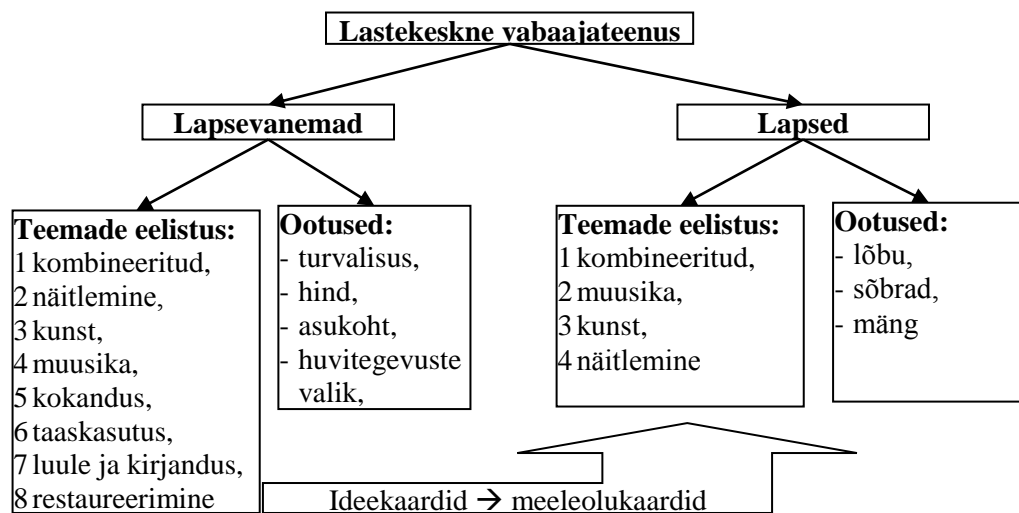 Lastekeskne vabaajateenus
Lapsevanemad
Lapsed
Teemade eelistus:
1 kombineeritud,
2 näitlemine,
3 kunst,
4 muusika,
5 kokandus,
6 taaskasutus,
7 luule ja kirjandus,
8 restaureerimine
Ootused:
- turvalisus,
- hind,
- asukoht,
- huvitegevuste
valik,
Teemade eelistus:
1 kombineeritud,
2 muusika,
3 kunst,
4 näitlemine
Ootused:
- lõbu,
- sõbrad,
- mäng
Ideekaardid → meeleolukaardid